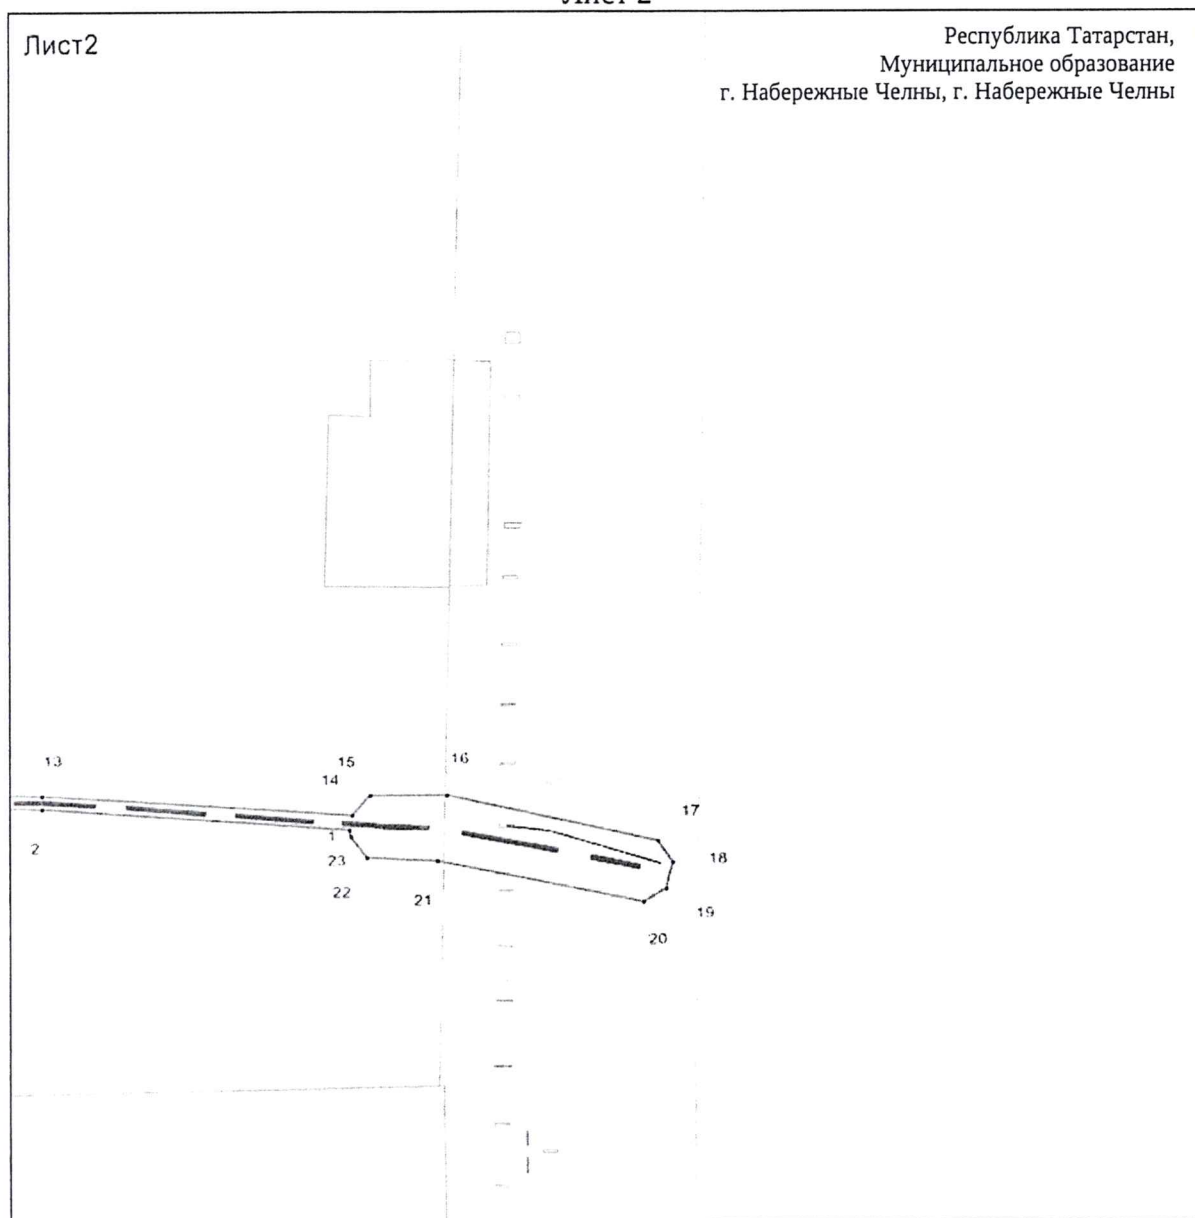 Лист 2
Лист2
Республика Татарстан,
Муниципальное образование
г. Набережные Челны, г. Набережные Челны
13
15
16
14
17
1
2
23
18
22
21
19
20